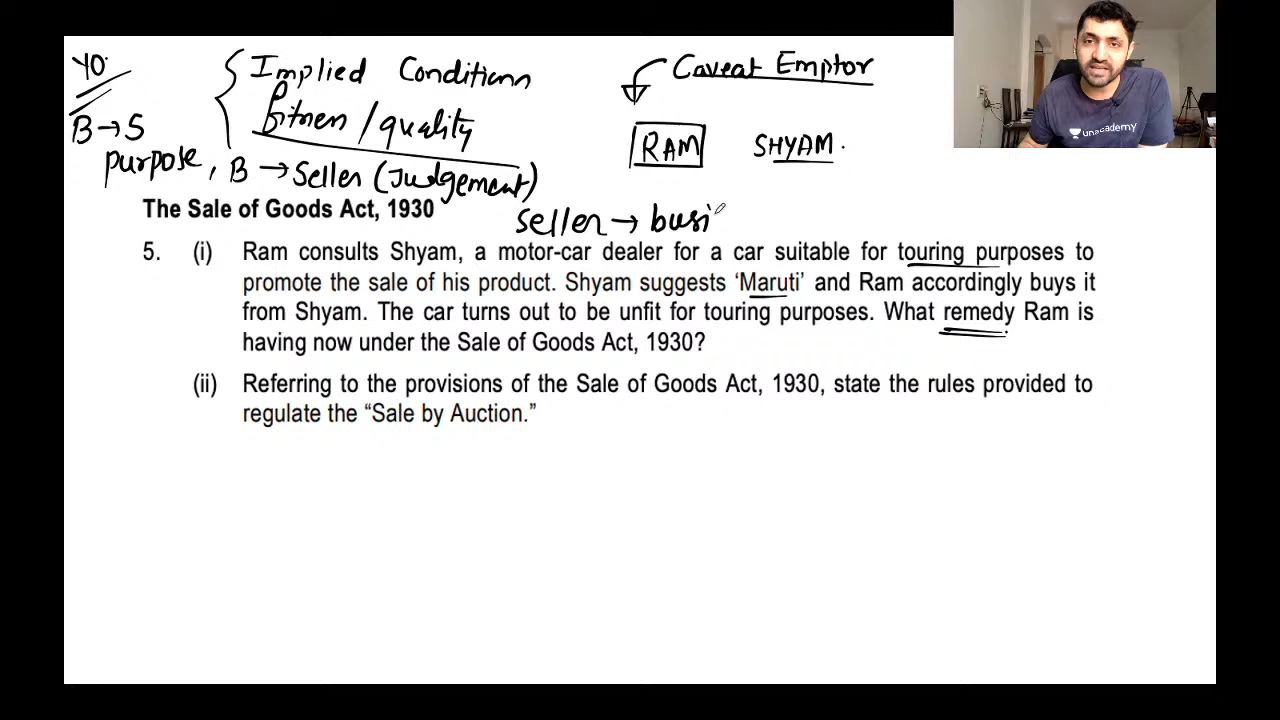 YO.
Implied Conditions
Caveat Emptor
B → S
fitness / quality
RAM SHYAM.
purpose, B → Seller (Judgement)
unacademy
The Sale of Goods Act, 1930
Seller → busi
5. (i) Ram consults Shyam, a motor-car dealer for a car suitable for touring purposes to
promote the sale of his product. Shyam suggests ‘Maruti’ and Ram accordingly buys it
from Shyam. The car turns out to be unfit for touring purposes. What remedy Ram is
having now under the Sale of Goods Act, 1930?
(ii) Referring to the provisions of the Sale of Goods Act, 1930, state the rules provided to
regulate the “Sale by Auction.”